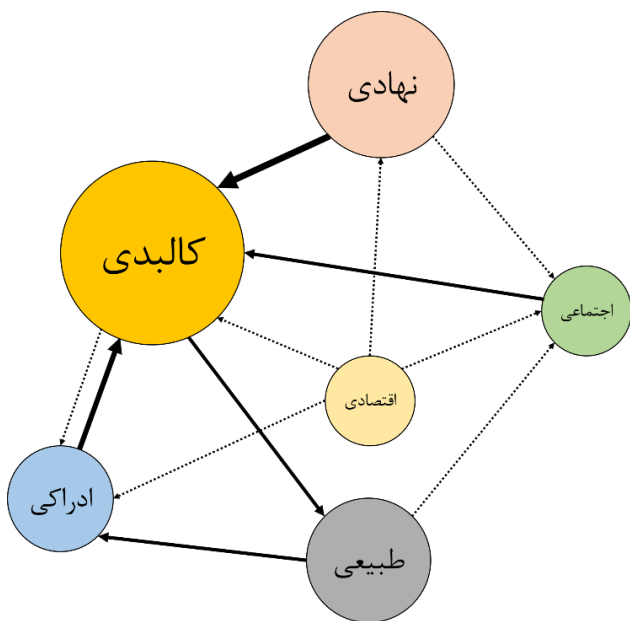 نهادی
کالبدی
اجتماعی
اقتصادی
ادراکی
طبیعی